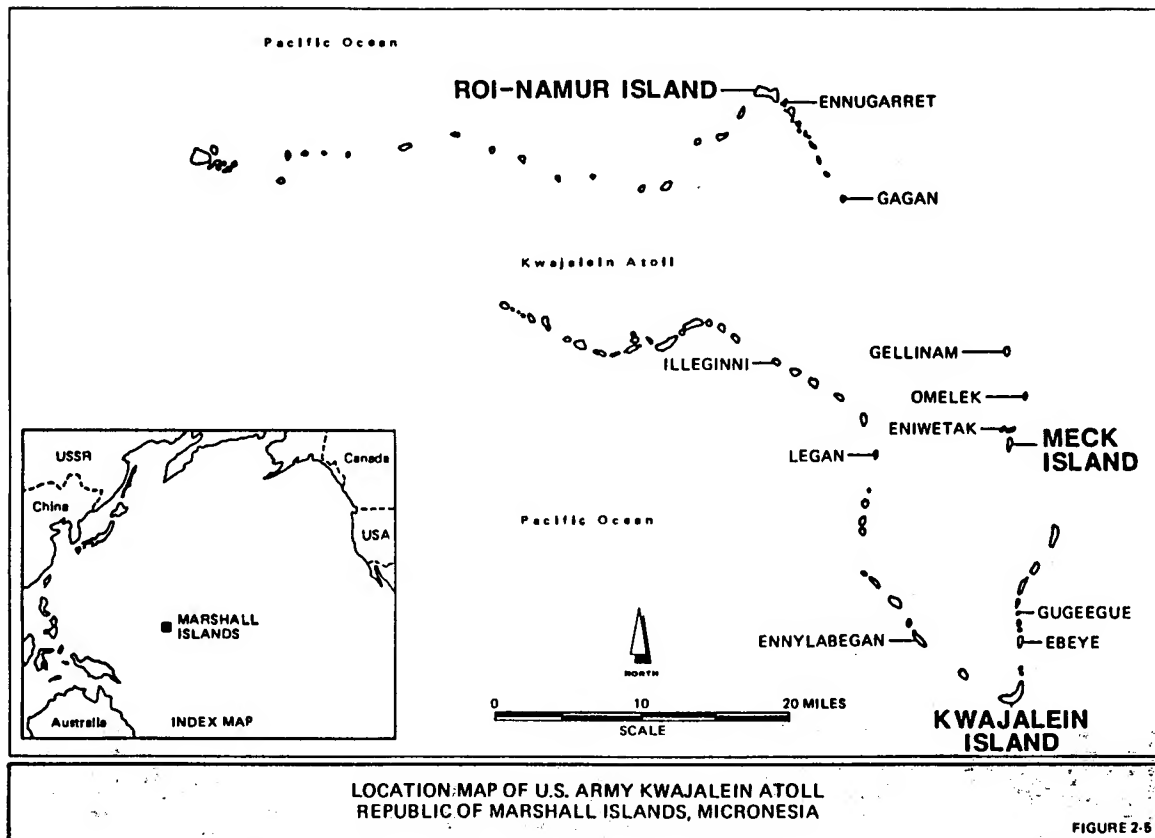 Pacific Ocean
ROI-NAMUR ISLAND
ENNUGARRET
GAGAN
Kwajalein Atoll
ILLEGINNI
GELLINAM
OMELEK
ENIWETAK
MECK
ISLAND
LEGAN
Pacific Ocean
GUGEEGUE
ENNYLABEGAN
EBEYE
NORTH
0 10 20 MILES
SCALE
KWAJALEIN
ISLAND
USSR
Canada
China
USA
MARSHALL
ISLANDS
Australia
INDEX MAP
LOCATION MAP OF U.S. ARMY KWAJALEIN ATOLL
REPUBLIC OF MARSHALL ISLANDS, MICRONESIA
FIGURE 2-5